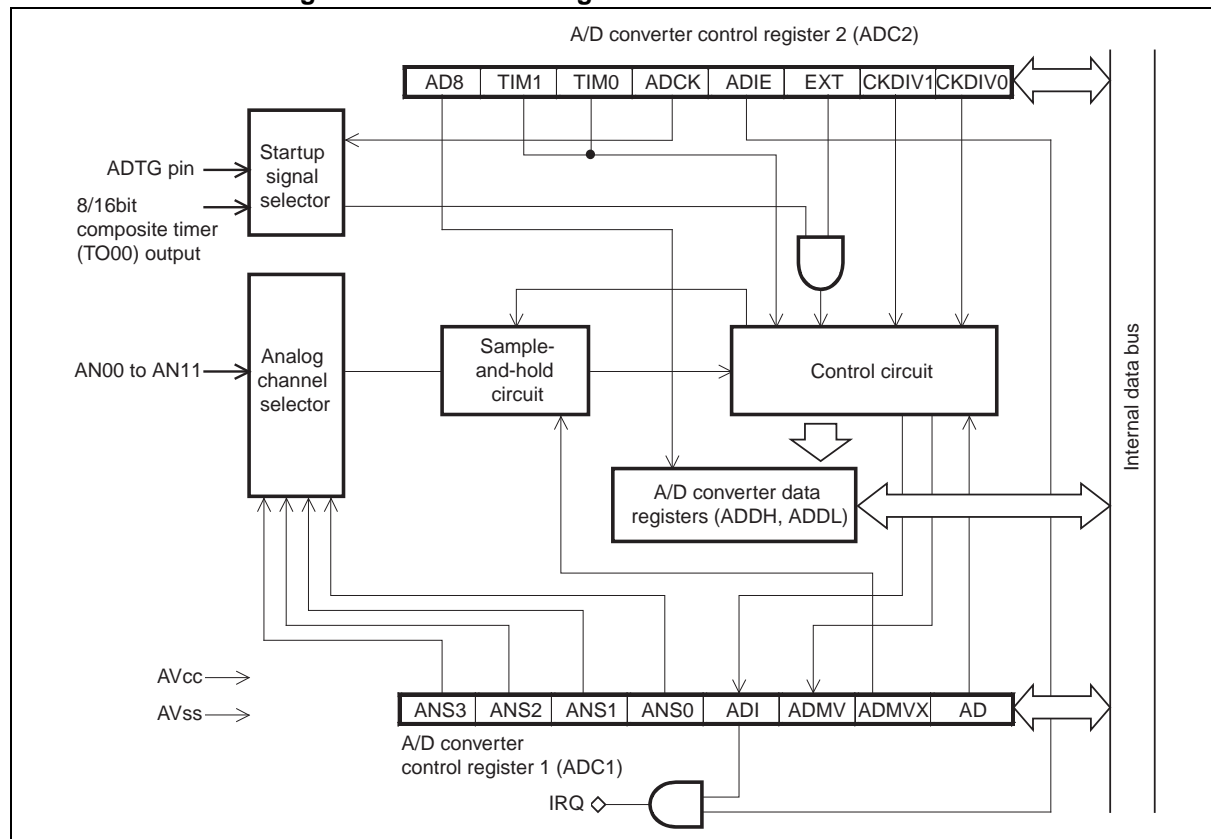 A/D converter control register 2 (ADC2)
AD8 TIM1 TIM0 ADCK ADIE EXT CKDIV1 CKDIV0
Startup
signal
selector
ADTG pin
8/16bit
composite timer
(TO00) output
Analog
channel
selector
AN00 to AN11
Sample-
and-hold
circuit
Control circuit
A/D converter data
registers (ADDH, ADDL)
Internal data bus
AVcc
AVss
ANS3 ANS2 ANS1 ANS0 ADI ADMV ADMVX AD
A/D converter
control register 1 (ADC1)
IRQ